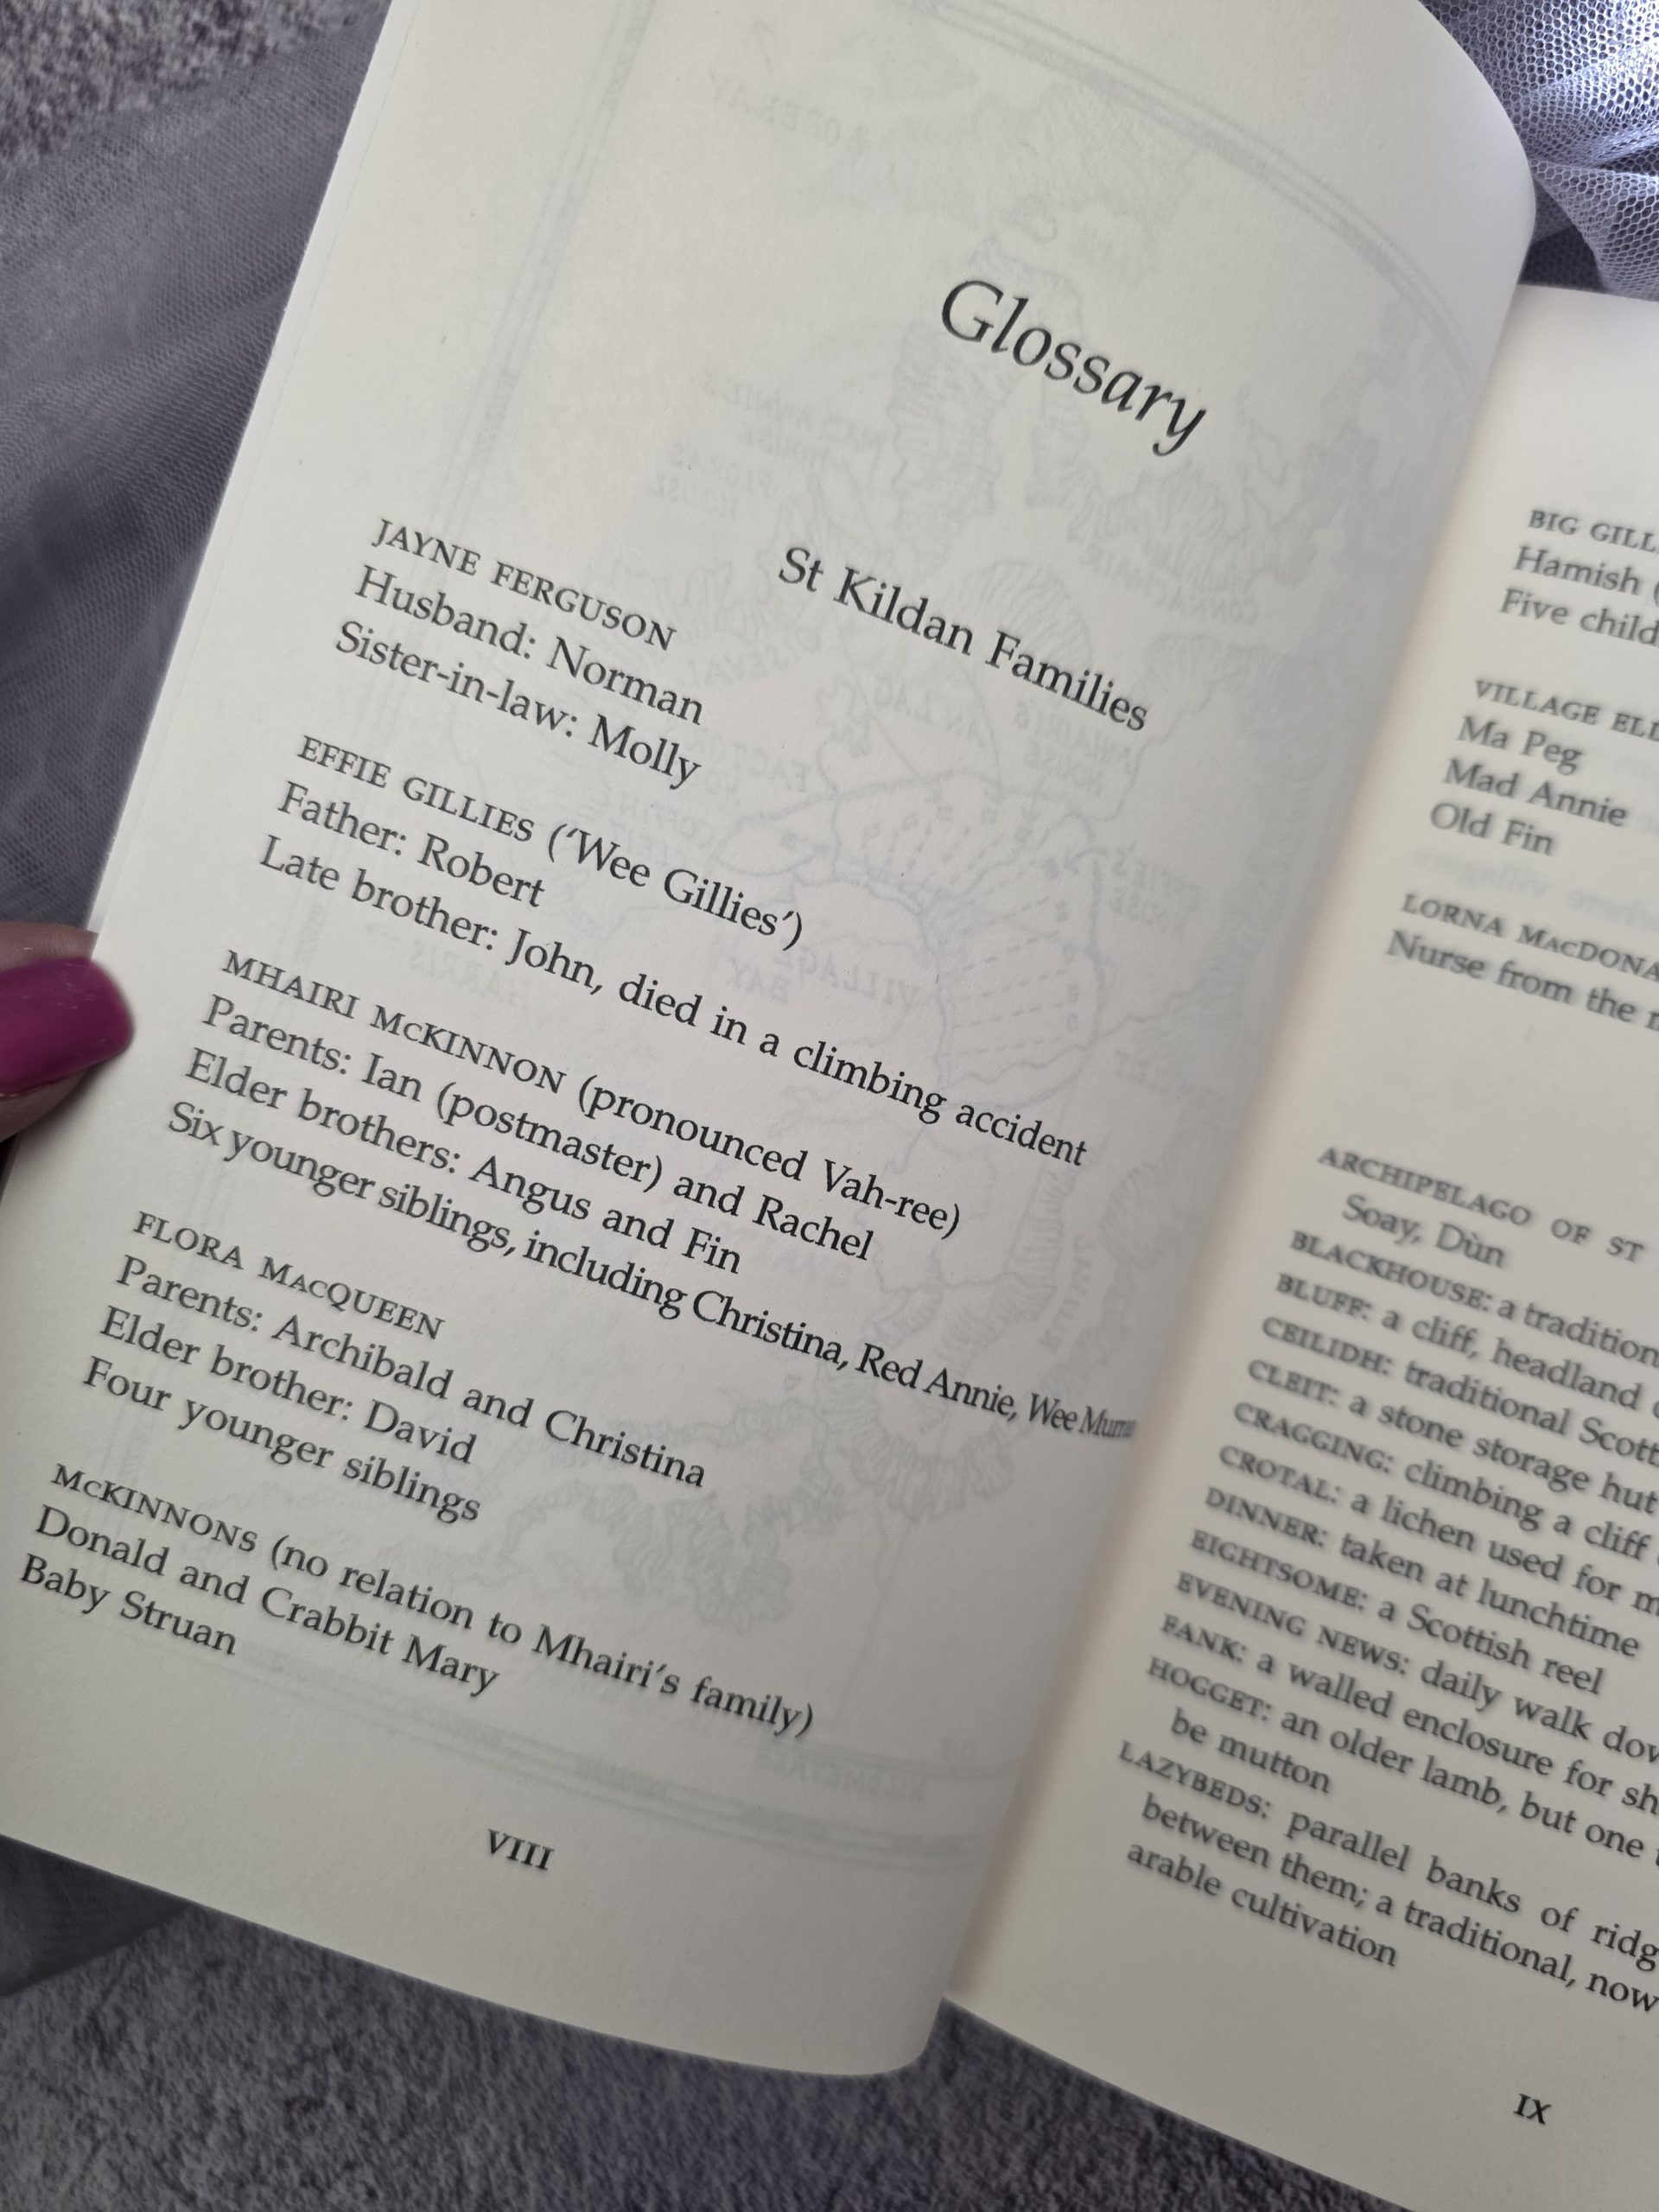 Glossary
St Kildan Families
JAYNE FERGUSON
Husband: Norman
Sister-in-law: Molly
EFFIE GILLIES (‘Wee Gillies’)
Father: Robert
Late brother: John, died in a climbing accident
MHAIRI McKINNON (pronounced Vah-ree)
Parents: Ian (postmaster) and Rachel
Elder brothers: Angus and Fin
Six younger siblings, including Christina, Red Annie, Wee
FLORA MACQUEEN
Parents: Archibald and Christina
Elder brother: David
Four younger siblings
McKINNONS (no relation to Mhairi’s family)
Donald and Crabbit Mary
Baby Struan
VIII
BIG GILL
Hamish (
Five child
VILLAGE EL
Ma Peg
Mad Annie
Old Fin
LORNA MACDONA
Nurse from the
ARCHIPELAGO OF ST
Soay, Dùn
BLACKHOUSE: a tradition
BLUFF: a cliff, headland
CEILIDH: traditional Scott
CLEIT: a stone storage hut
CRAGGING: climbing a cliff
CROTAL: a lichen used for m
DINNER: taken at lunchtime
EIGHTSOME: a Scottish reel
EVENING NEWS: daily walk dow
FANK: a walled enclosure for sh
HOGGET: an older lamb, but one
be mutton
LAZYBEDS: parallel banks of ridg
between them; a traditional, now
arable cultivation
IX